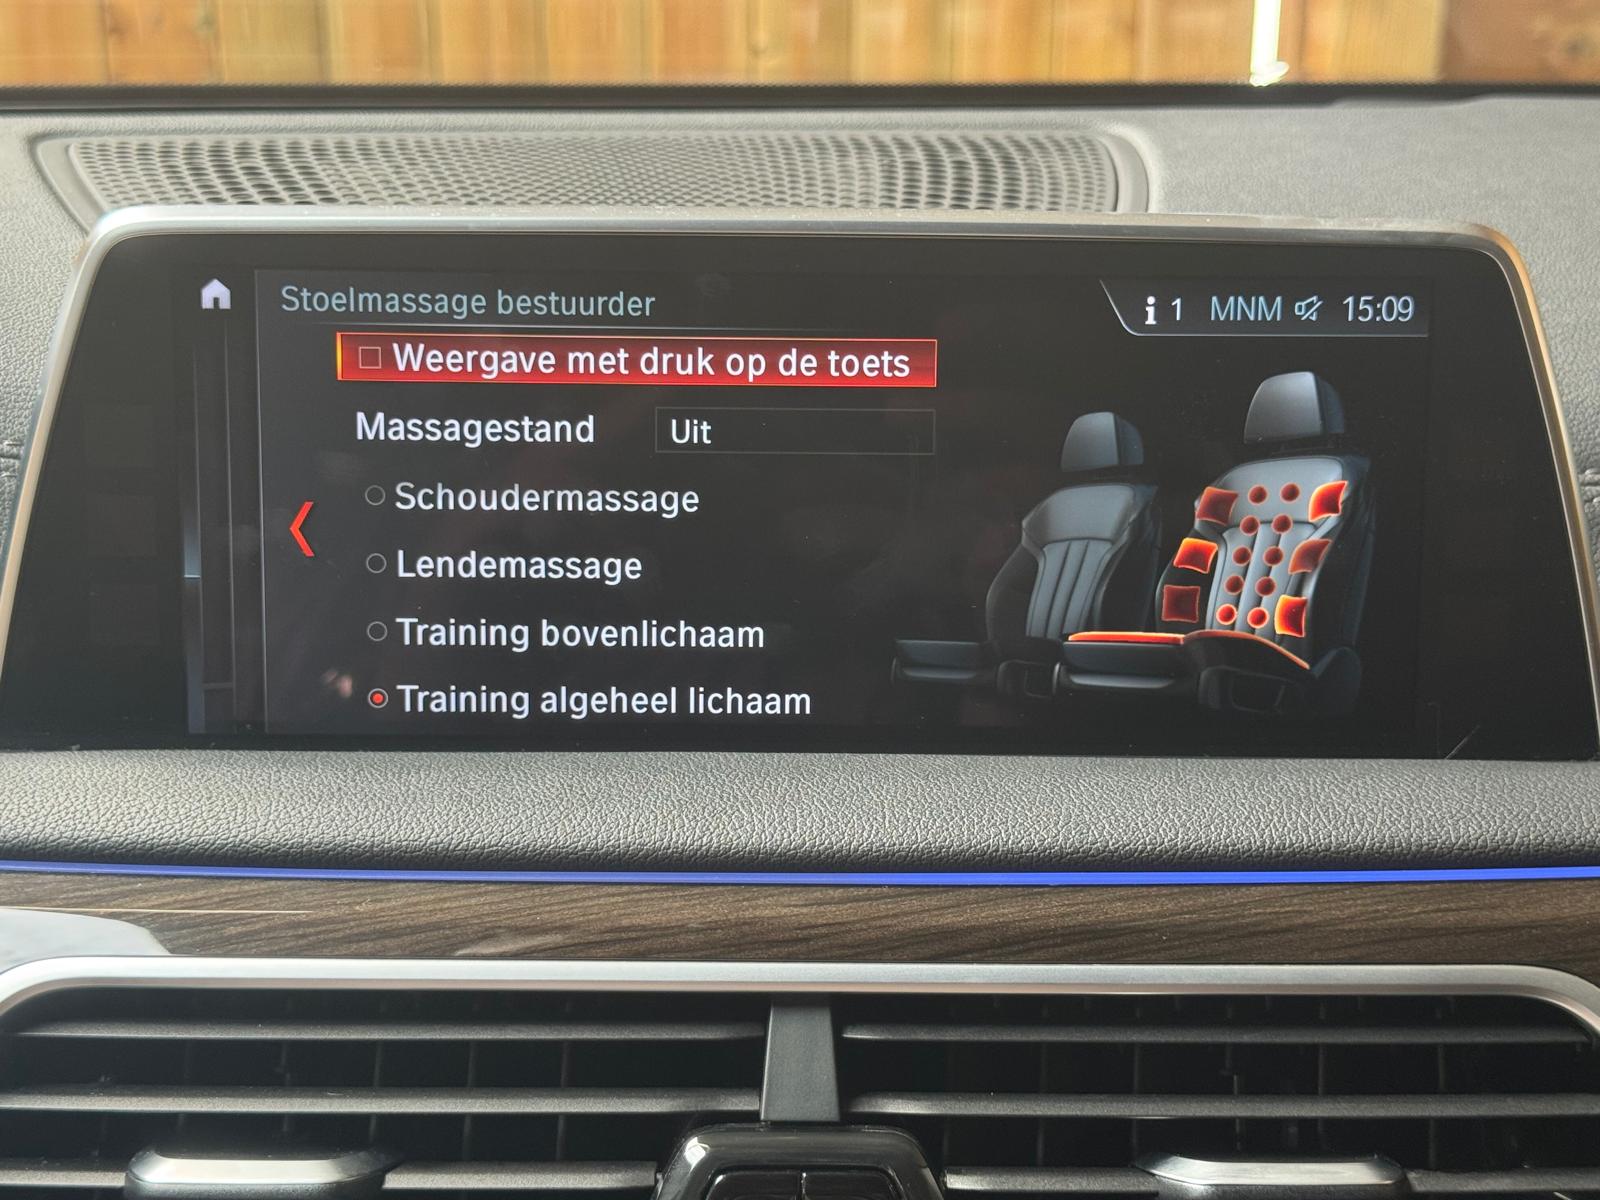 Stoelmassage bestuurder
i 1 MNM 15:09
Weergave met druk op de toets
Massagestand Uit
Schoudermassage
Lendemassage
Training bovenlichaam
Training algeheel lichaam